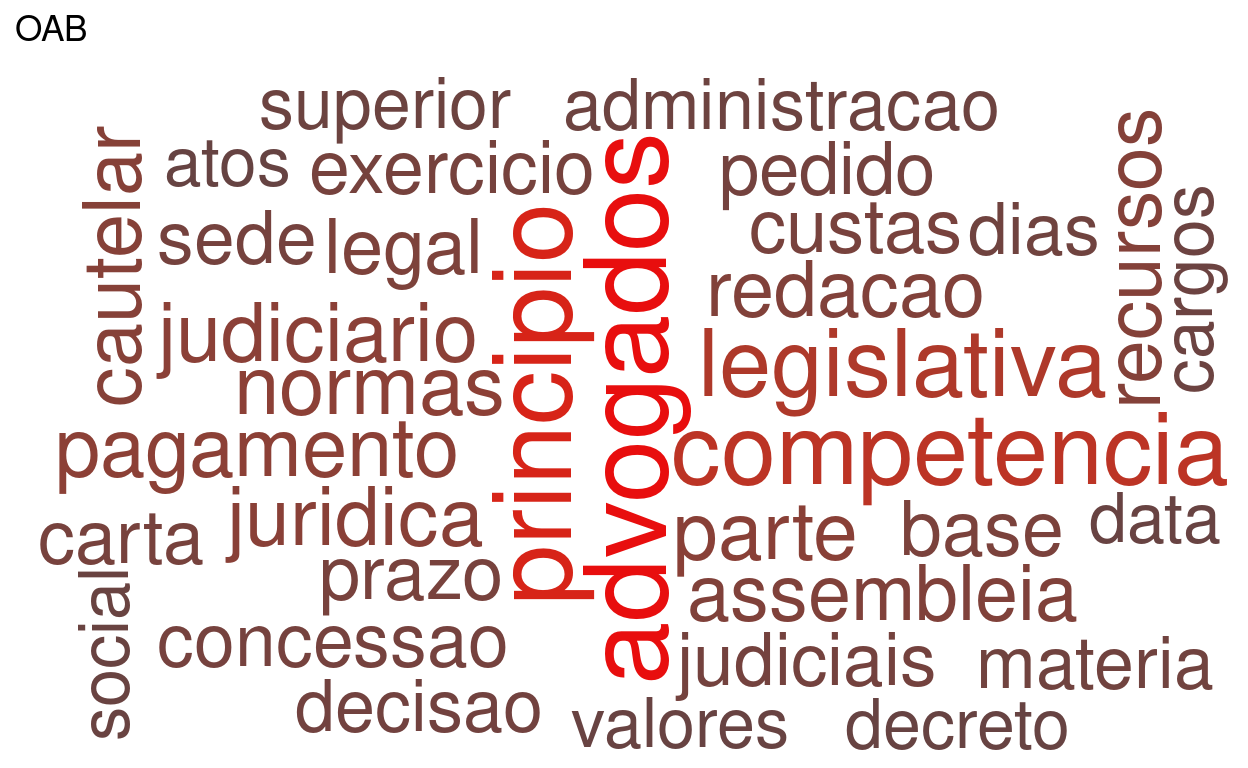 OAB
superior
administracao
cautelar
atos
exercicio
pedido
recursos
cargos
sede
legal
custas
dias
principio
advogados
redacao
judiciario
legislativa
normas
pagamento
competencia
carta
juridica
parte
base
data
prazo
assembleia
social
concessao
judiciais
materia
decisao
valores
decreto